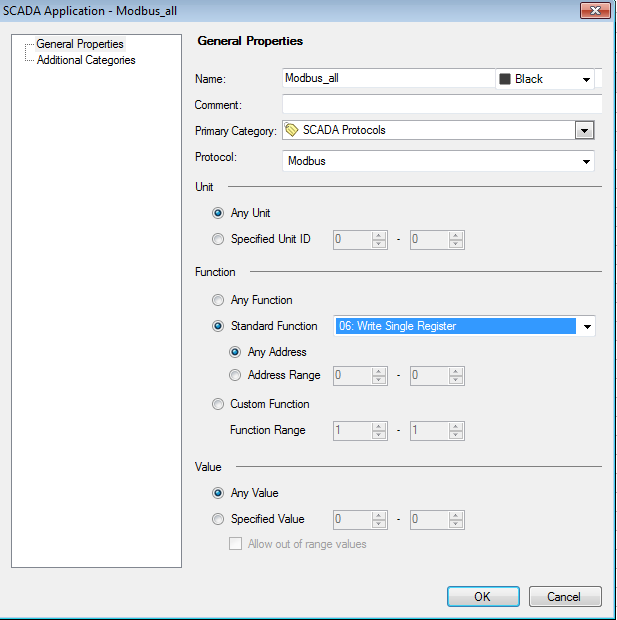 SCADA Application - Modbus_all
General Properties
Additional Categories
General Properties
Name: Modbus_all Black
Comment:
Primary Category: SCADA Protocols
Protocol: Modbus
Unit
Any Unit
Specified Unit ID 0 - 0
Function
Any Function
Standard Function 06: Write Single Register
Any Address
Address Range 0 - 0
Custom Function
Function Range 1 - 1
Value
Any Value
Specified Value 0 - 0
Allow out of range values
OK Cancel